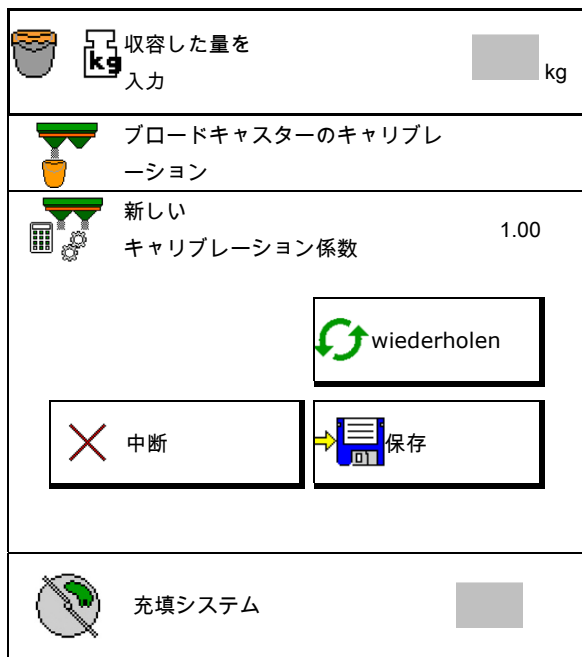 kg
収容した量を
入力
kg
ブロードキャスターのキャリブレ
ーション
新しい
キャリブレーション係数
1.00
wiederholen
中断
01
保存
充填システム